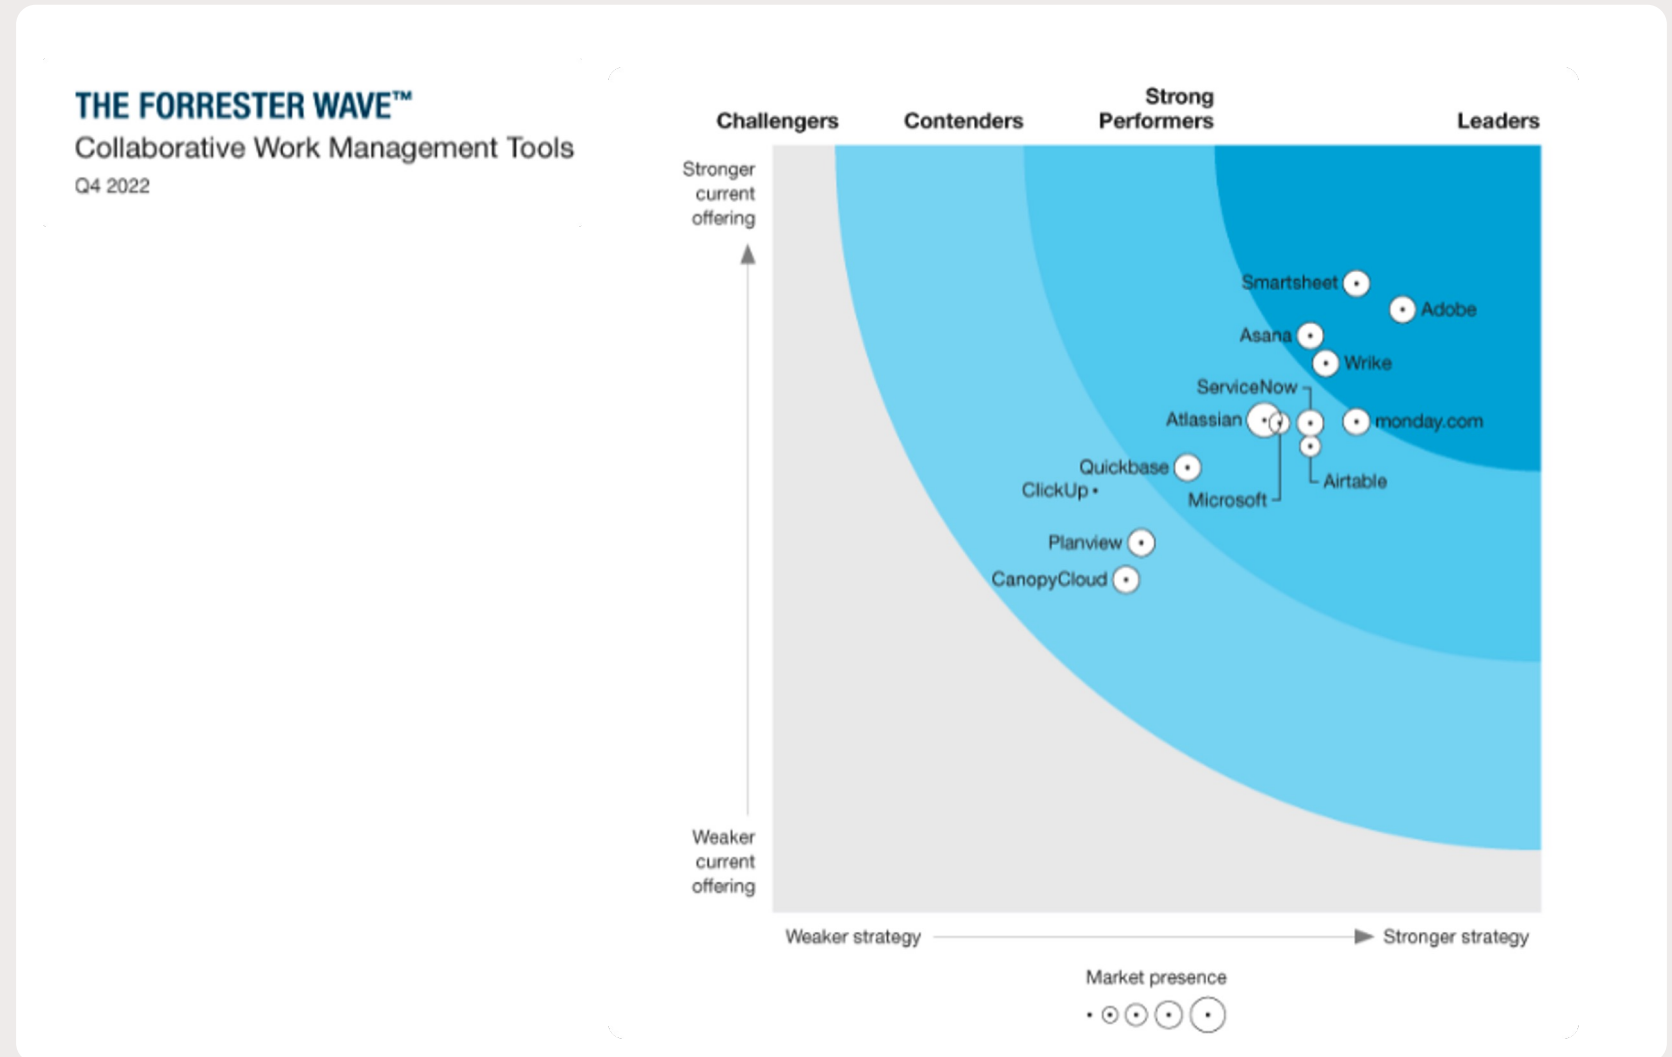 THE FORRESTER WAVE™
Collaborative Work Management Tools
Q4 2022
Challengers
Contenders
Strong
Performers
Leaders
Stronger
current
offering
Smartsheet
Adobe
Asana
Wrike
ServiceNow
Atlassian
monday.com
Quickbase
Airtable
ClickUp
Microsoft
Planview
CanopyCloud
Weaker
current
offering
Weaker strategy
Stronger strategy
Market presence